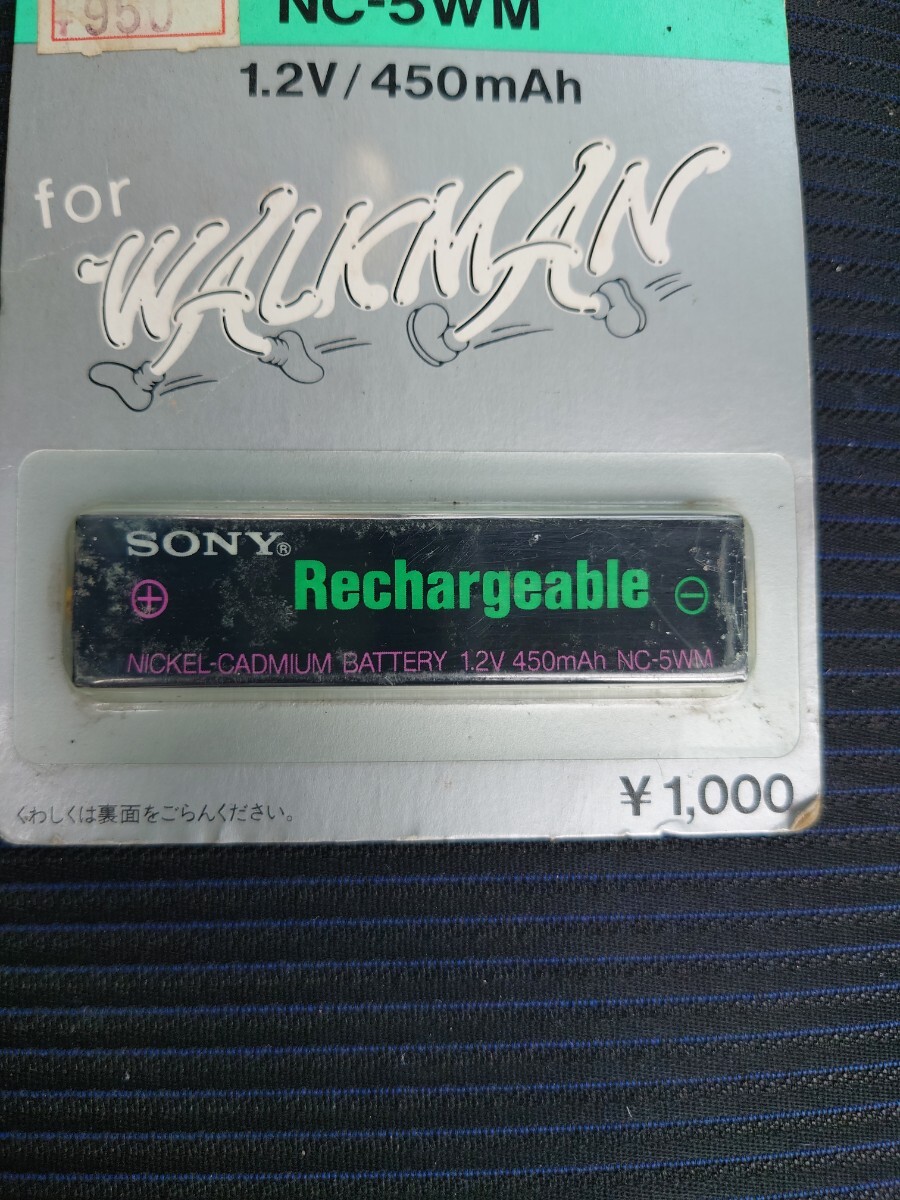 ¥950
NC-5WM
1.2V/450mAh
for
WALKMAN
SONY®
Rechargeable
⊕ ⊖
NICKEL-CADMIUM BATTERY 1.2V 450mAh NC-5WM
くわしくは裏面をごらんください。
¥1,000